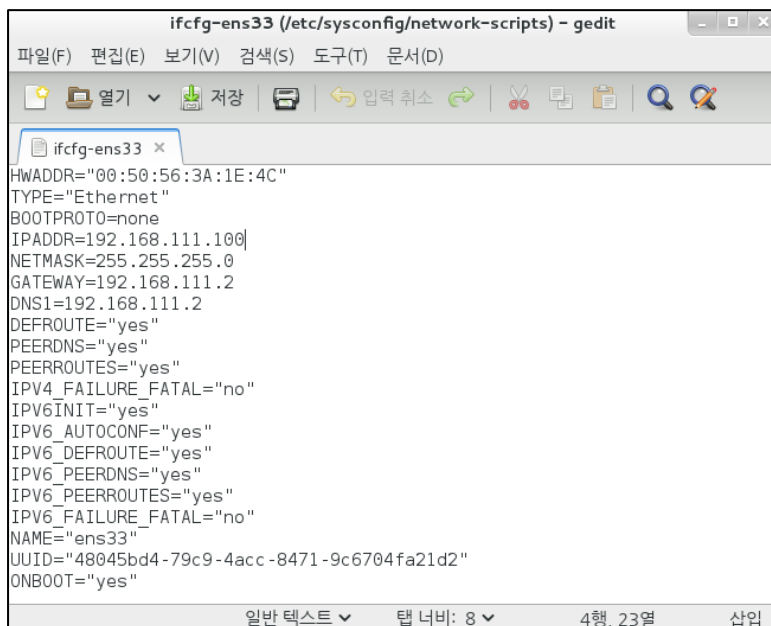 ifcfg-ens33 (/etc/sysconfig/network-scripts) - gedit
파일(F) 편집(E) 보기(V) 검색(S) 도구(T) 문서(D)
열기 저장 입력 취소
ifcfg-ens33
HWADDR="00:50:56:3A:1E:4C"
TYPE="Ethernet"
BOOTPROTO=none
IPADDR=192.168.111.100
NETMASK=255.255.255.0
GATEWAY=192.168.111.2
DNS1=192.168.111.2
DEFROUTE="yes"
PEERDNS="yes"
PEERROUTES="yes"
IPV4_FAILURE_FATAL="no"
IPV6INIT="yes"
IPV6_AUTOCONF="yes"
IPV6_DEFROUTE="yes"
IPV6_PEERDNS="yes"
IPV6_PEERROUTES="yes"
IPV6_FAILURE_FATAL="no"
NAME="ens33"
UUID="48045bd4-79c9-4acc-8471-9c6704fa21d2"
ONBOOT="yes"
일반 텍스트 탭 너비: 8 4행, 23열 삽입